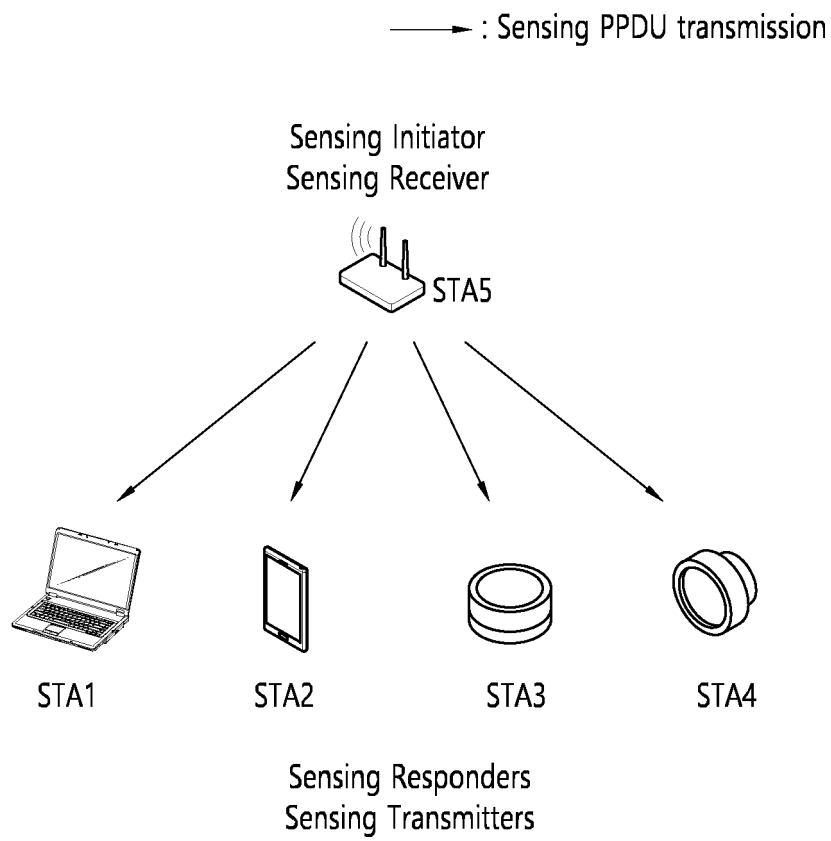 : Sensing PPDU transmission
Sensing Initiator
Sensing Receiver
STA5
STA1
STA2
STA3
STA4
Sensing Responders
Sensing Transmitters